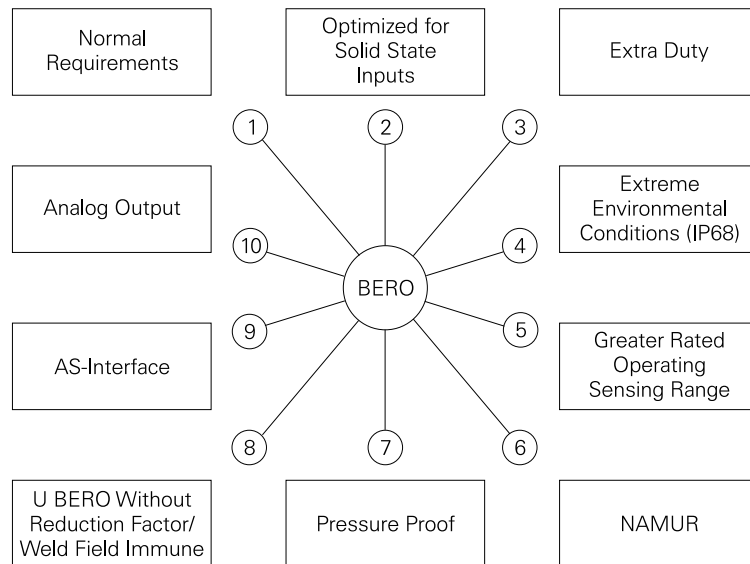 Normal
Requirements
Optimized for
Solid State
Inputs
Extra Duty
1
2
3
Analog Output
Extreme
Environmental
Conditions (IP68)
10
4
BERO
9
5
AS-Interface
Greater Rated
Operating
Sensing Range
8
7
6
U BERO Without
Reduction Factor/
Weld Field Immune
Pressure Proof
NAMUR